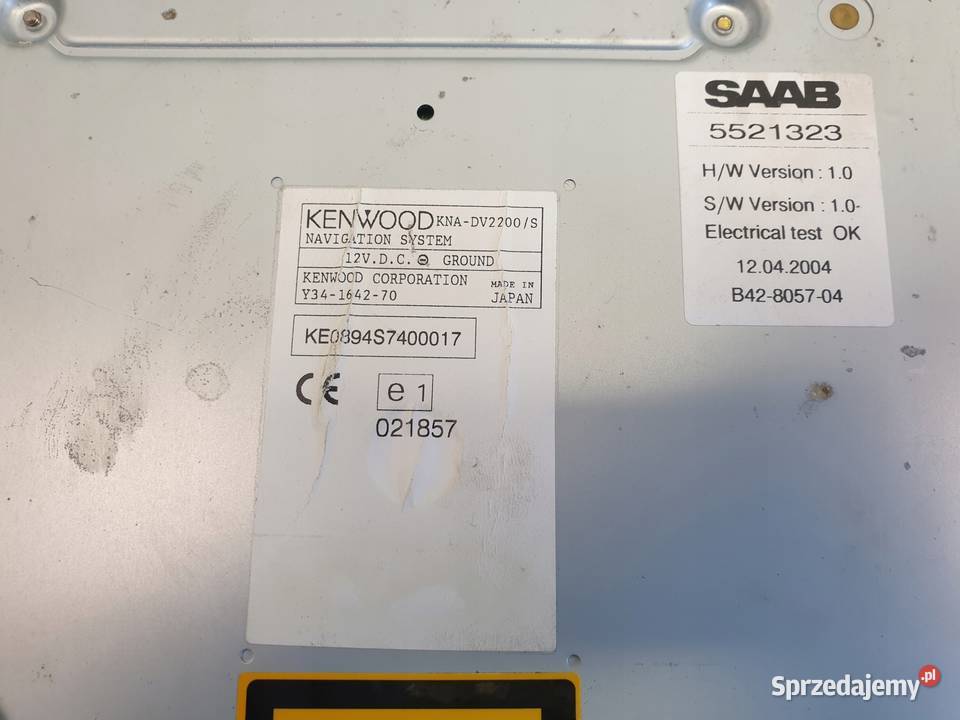 SAAB
5521323
H/W Version : 1.0
S/W Version : 1.0-
Electrical test OK
12.04.2004
B42-8057-04
KENWOOD KNA-DV2200/S
NAVIGATION SYSTEM
12V.D.C. ⊖ GROUND
KENWOOD CORPORATION MADE IN
Y34-1642-70 JAPAN
KE0894S7400017
CE e1
021857
Sprzedajemy.pl